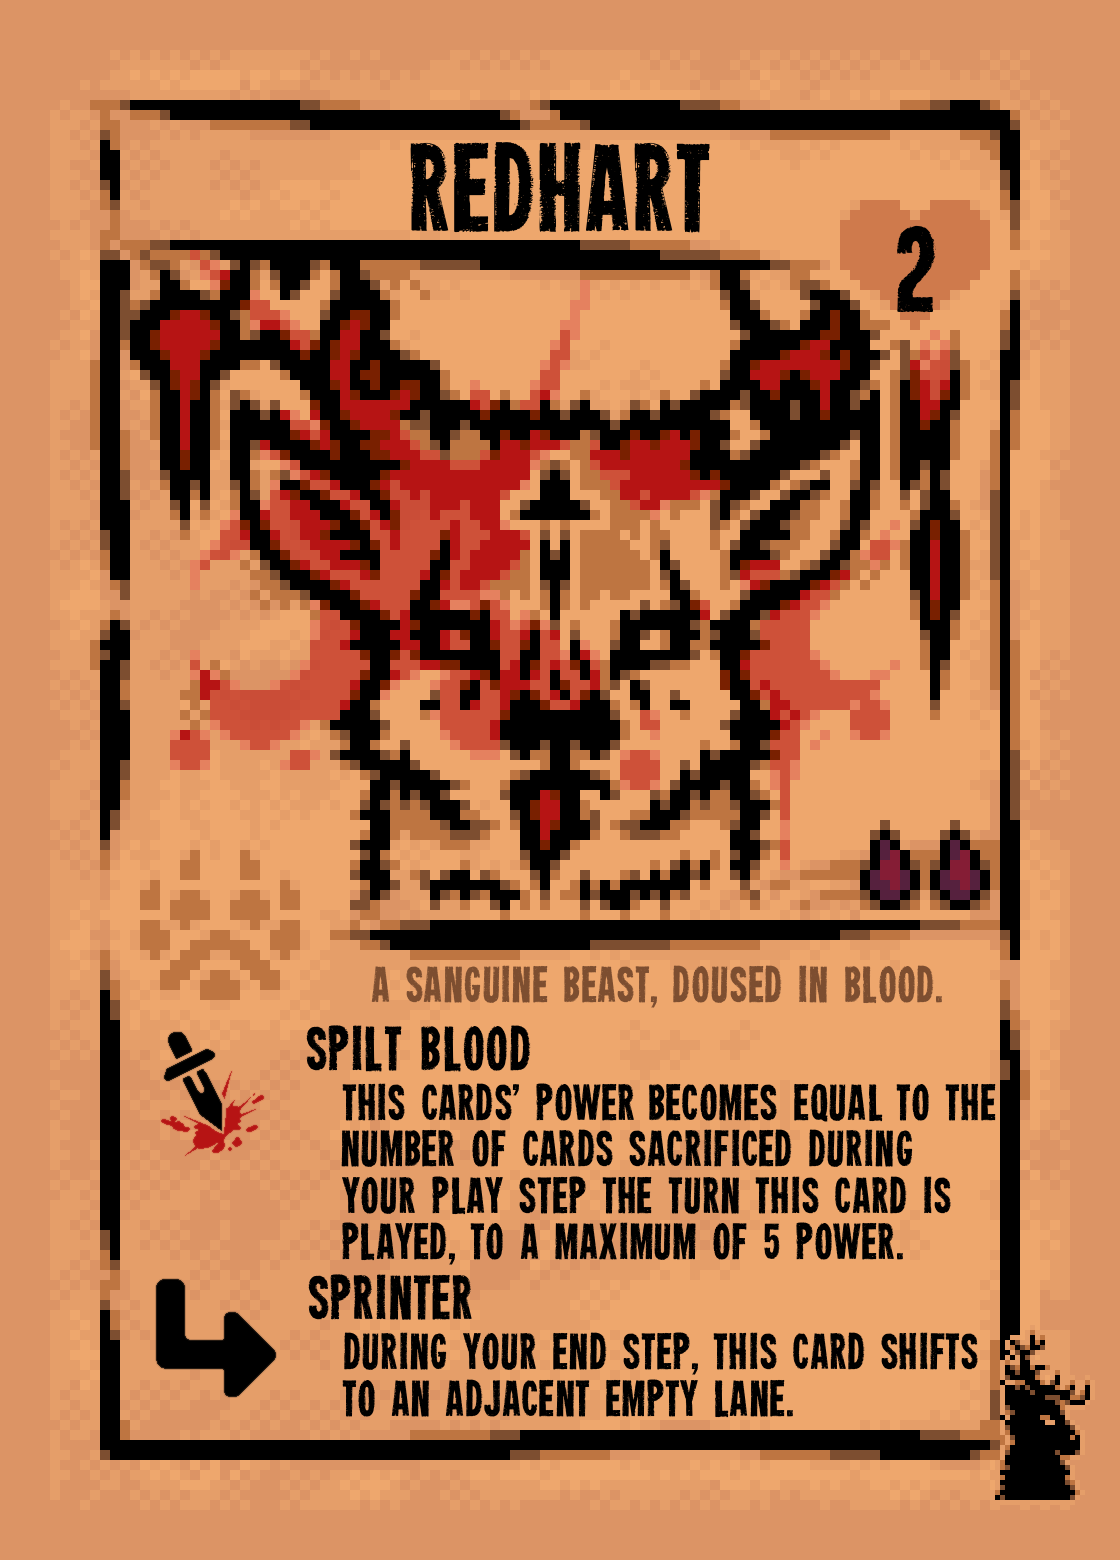 REDHART
2
A SANGUINE BEAST, DOUSED IN BLOOD.
SPILT BLOOD
THIS CARDS' POWER BECOMES EQUAL TO THE
NUMBER OF CARDS SACRIFICED DURING
YOUR PLAY STEP THE TURN THIS CARD IS
PLAYED, TO A MAXIMUM OF 5 POWER.
SPRINTER
DURING YOUR END STEP, THIS CARD SHIFTS
TO AN ADJACENT EMPTY LANE.